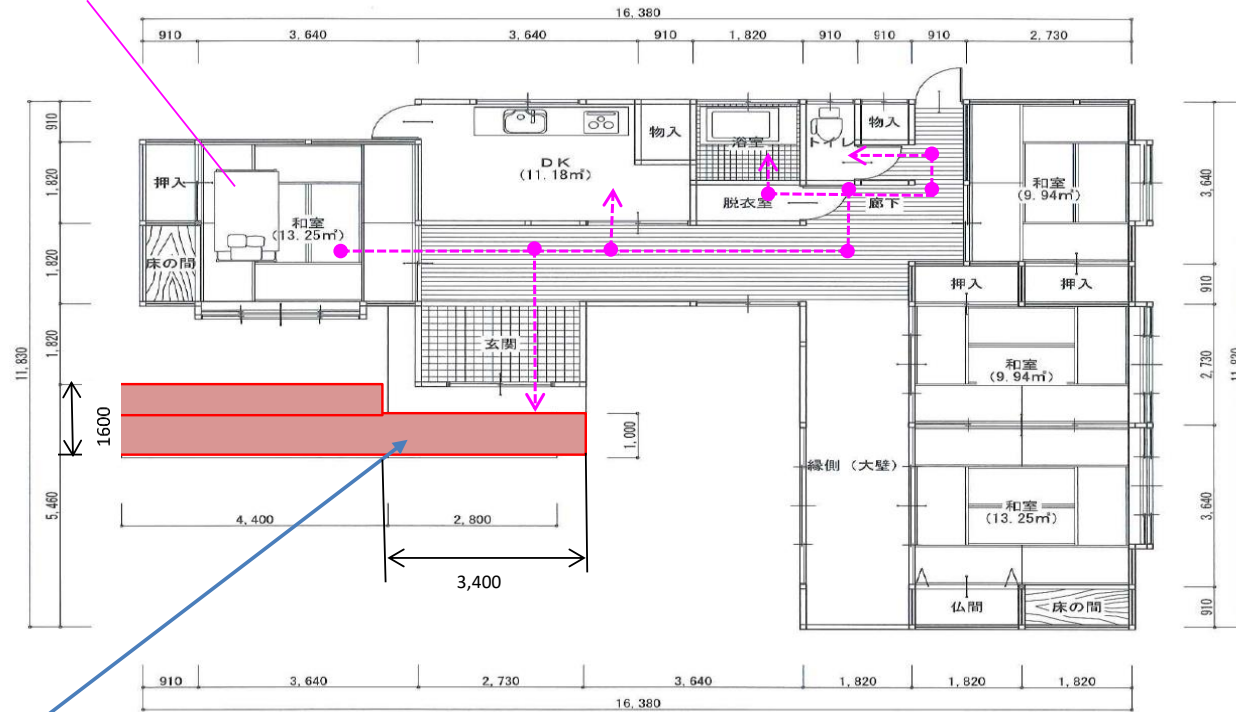 16,380
910 3,640 3,640 910 1,820 910 910 910 2,730
910
1,820
1,820
1,820
5,460
11,830
押入
床の間
和室
(13.25㎡)
DK
(11.18㎡)
物入
浴室
トイレ
物入
脱衣室
廊下
和室
(9.94㎡)
押入
押入
玄関
和室
(9.94㎡)
縁側(大壁)
和室
(13.25㎡)
仏間
床の間
3,640
910
2,730
3,640
910
11,830
1600
1,000
4,400
2,800
3,400
910 3,640 2,730 3,640 1,820 1,820 1,820
16,380